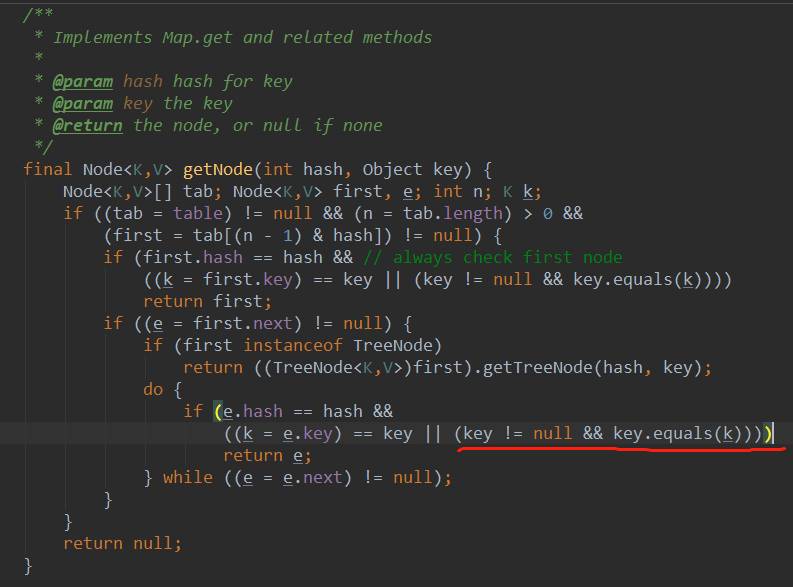 /**
 * Implements Map.get and related methods
 *
 * @param hash hash for key
 * @param key the key
 * @return the node, or null if none
 */
final Node<K,V> getNode(int hash, Object key) {
    Node<K,V>[] tab; Node<K,V> first, e; int n; K k;
    if ((tab = table) != null && (n = tab.length) > 0 &&
        (first = tab[(n - 1) & hash]) != null) {
        if (first.hash == hash && // always check first node
            ((k = first.key) == key || (key != null && key.equals(k))))
            return first;
        if ((e = first.next) != null) {
            if (first instanceof TreeNode)
                return ((TreeNode<K,V>)first).getTreeNode(hash, key);
            do {
                if (e.hash == hash &&
                    ((k = e.key) == key || (key != null && key.equals(k))))
                    return e;
            } while ((e = e.next) != null);
        }
    }
    return null;
}